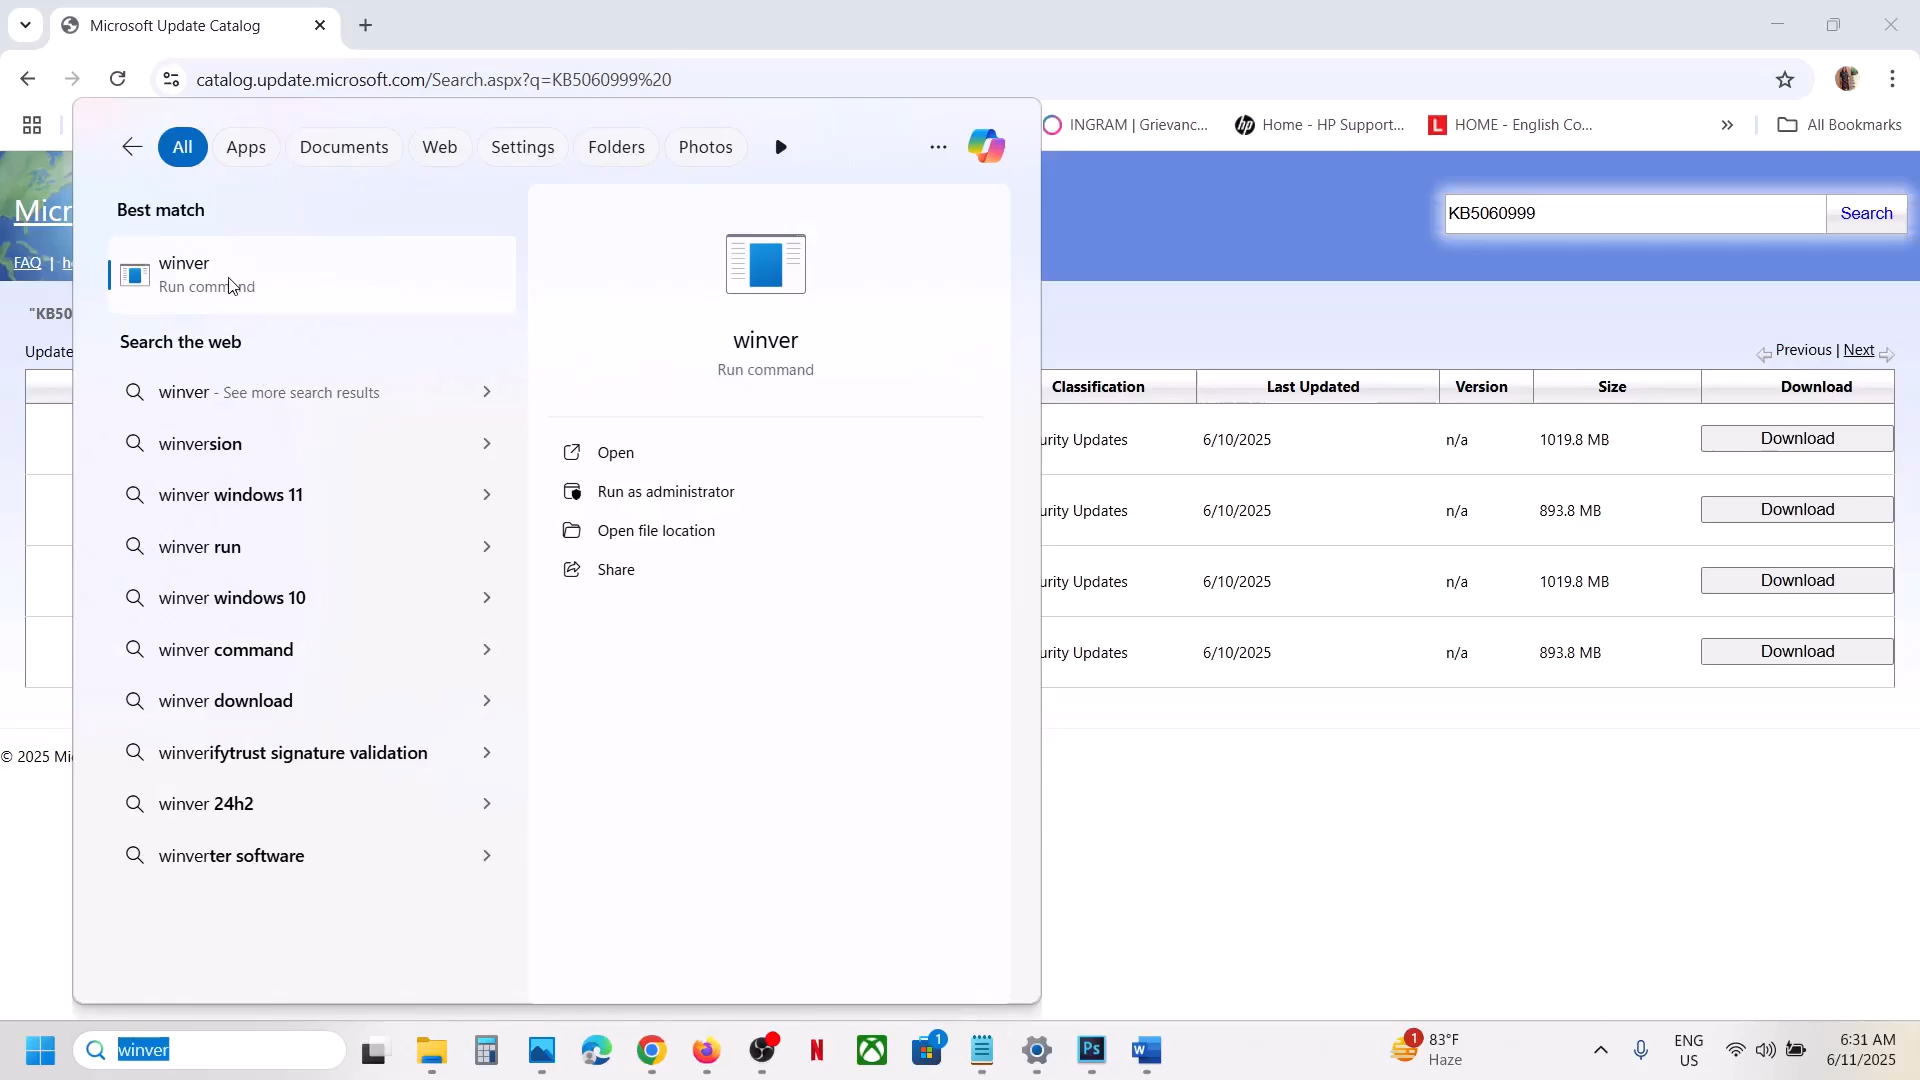 Microsoft Update Catalog
catalog.update.microsoft.com/Search.aspx?q=KB5060999%20
INGRAM | Grievanc...
Home - HP Support...
HOME - English Co...
All Bookmarks
All
Apps
Documents
Web
Settings
Folders
Photos
Micr
FAQ | h
KB5060999
Search
"KB50
Update
Previous | Next
Classification
Last Updated
Version
Size
Download
urity Updates 6/10/2025 n/a 1019.8 MB Download
urity Updates 6/10/2025 n/a 893.8 MB Download
urity Updates 6/10/2025 n/a 1019.8 MB Download
urity Updates 6/10/2025 n/a 893.8 MB Download
© 2025 Mi
Best match
winver
Run command
Search the web
winver - See more search results
winversion
winver windows 11
winver run
winver windows 10
winver command
winver download
winverifytrust signature validation
winver 24h2
winverter software
winver
Run command
Open
Run as administrator
Open file location
Share
winver
N
1
Ps
W
1
83°F
Haze
ENG
US
6:31 AM
6/11/2025